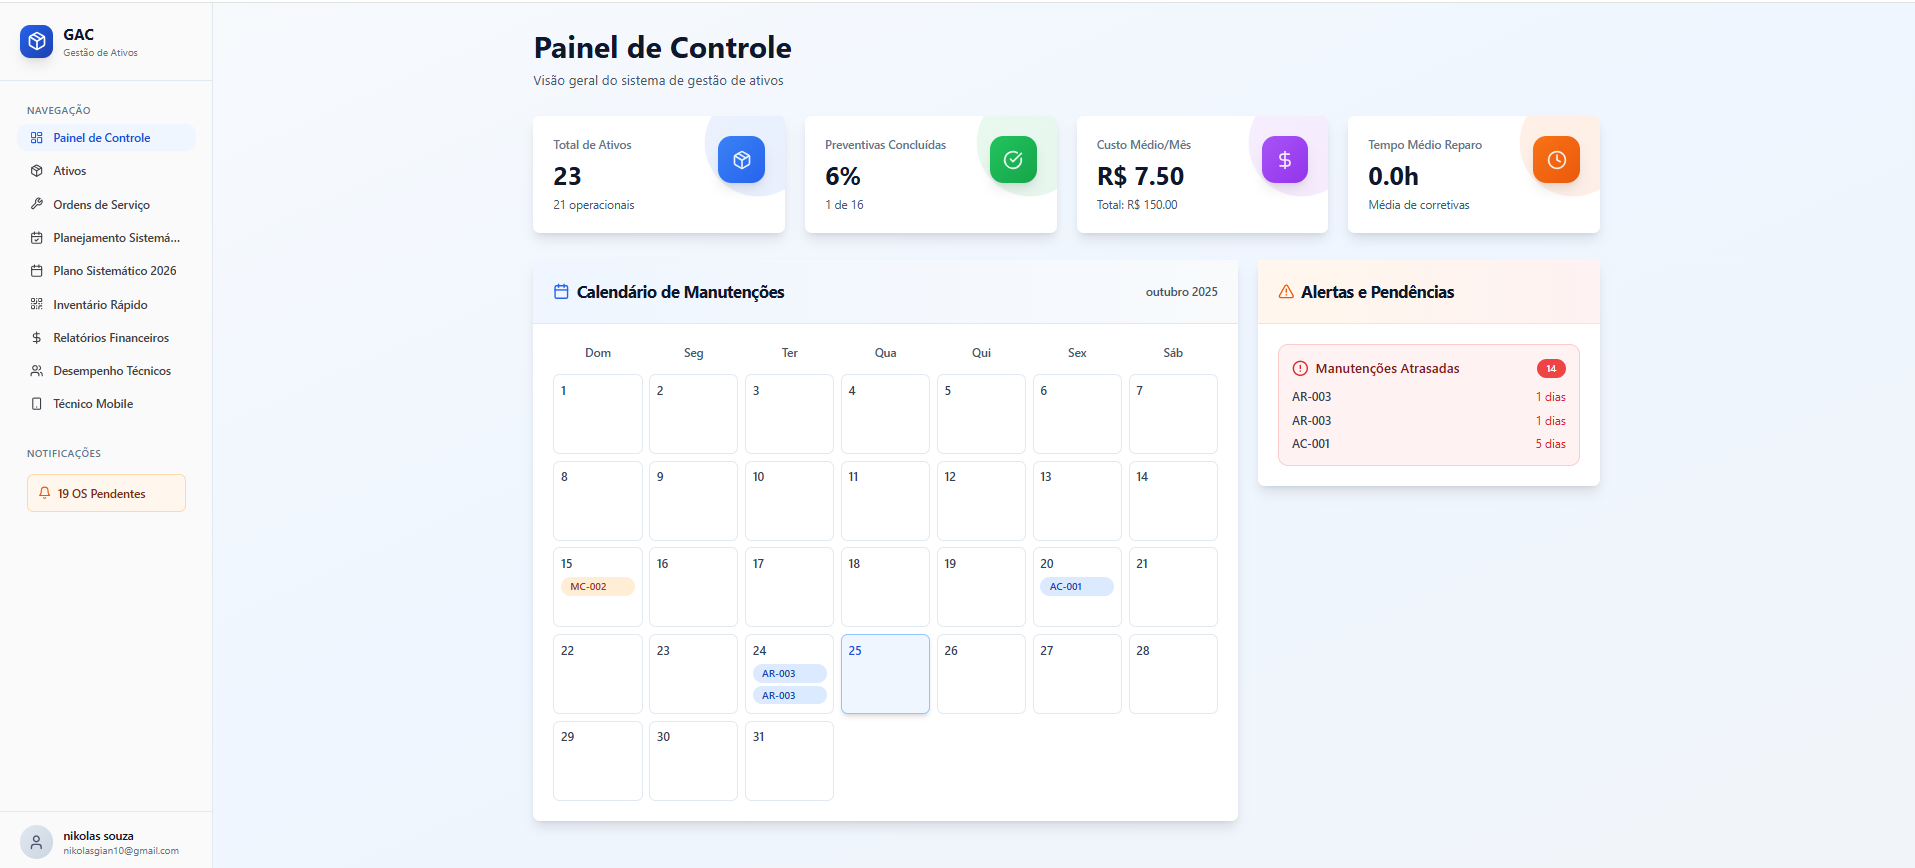 GAC
Gestão de Ativos
NAVEGAÇÃO
Painel de Controle
Ativos
Ordens de Serviço
Planejamento Sistemá...
Plano Sistemático 2026
Inventário Rápido
Relatórios Financeiros
Desempenho Técnicos
Técnico Mobile
NOTIFICAÇÕES
19 OS Pendentes
nikolas souza
nikolasgian10@gmail.com
Painel de Controle
Visão geral do sistema de gestão de ativos
Total de Ativos
23
21 operacionais
Preventivas Concluídas
6%
1 de 16
Custo Médio/Mês
R$ 7.50
Total: R$ 150.00
Tempo Médio Reparo
0.0h
Média de corretivas
Calendário de Manutenções
outubro 2025
Dom Seg Ter Qua Qui Sex Sáb
1 2 3 4 5 6 7
8 9 10 11 12 13 14
15 16 17 18 19 20 21
MC-002 AC-001
22 23 24 25 26 27 28
AR-003
AR-003
29 30 31
Alertas e Pendências
Manutenções Atrasadas 14
AR-003 1 dias
AR-003 1 dias
AC-001 5 dias